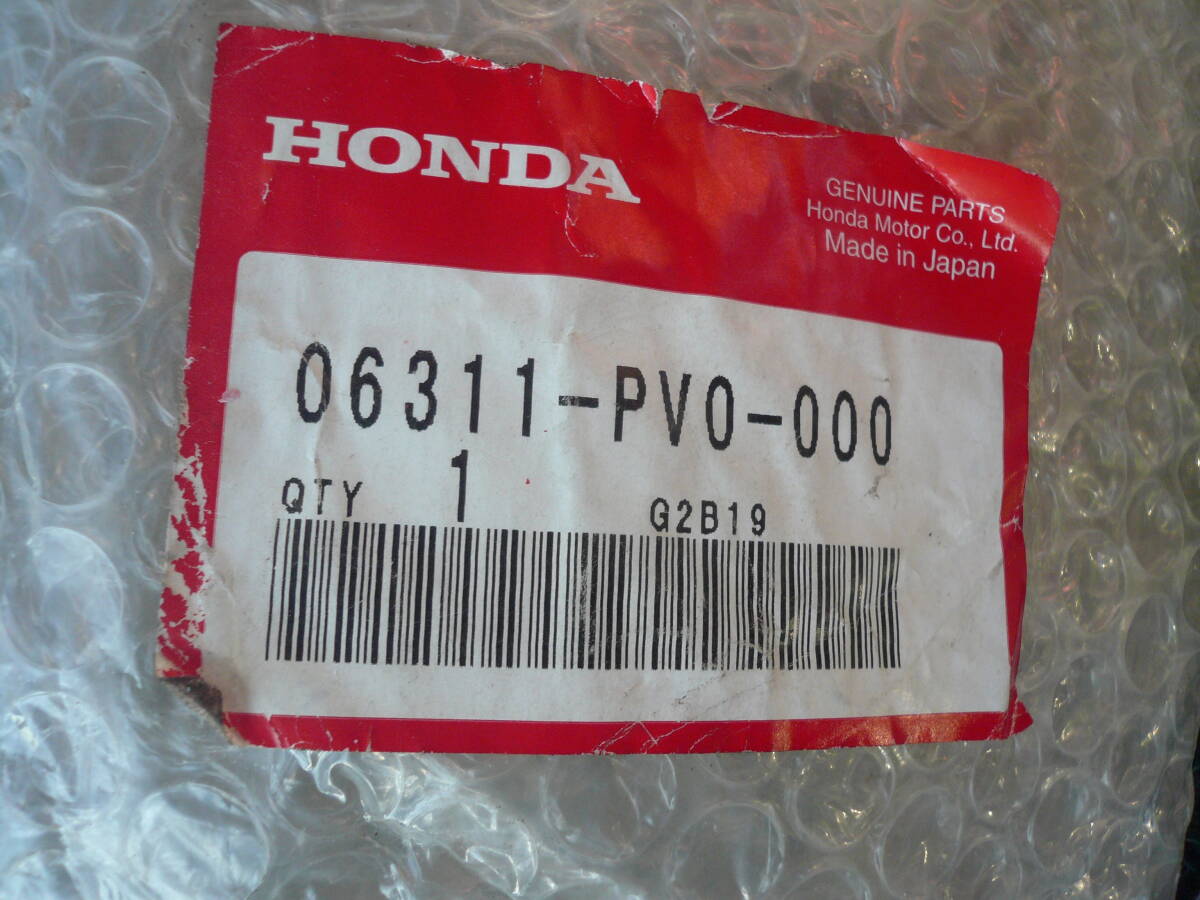 HONDA
GENUINE PARTS
Honda Motor Co., Ltd.
Made in Japan
06311-PV0-000
QTY 1 G2B19